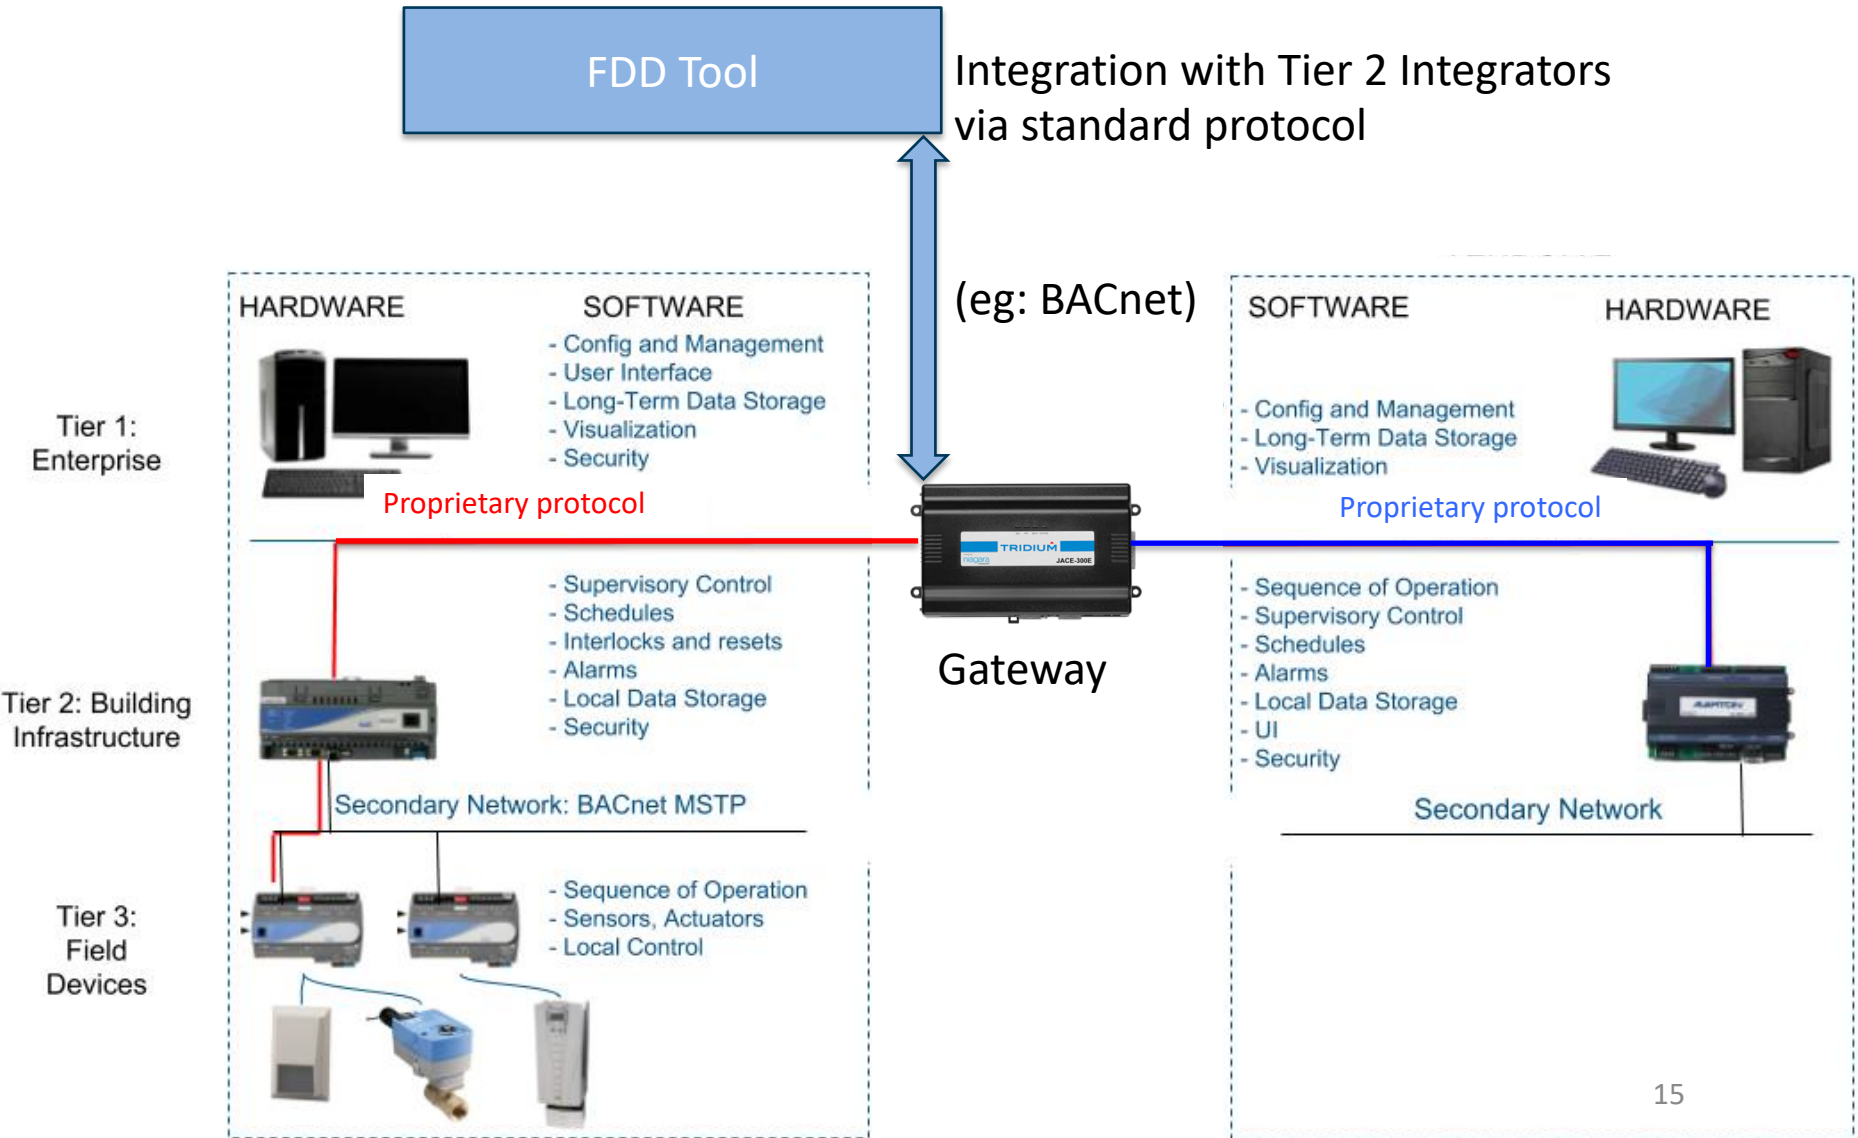 FDD Tool
Integration with Tier 2 Integrators
via standard protocol
(eg: BACnet)
HARDWARE
SOFTWARE
- Config and Management
- User Interface
- Long-Term Data Storage
- Visualization
- Security
SOFTWARE
HARDWARE
- Config and Management
- Long-Term Data Storage
- Visualization
Tier 1:
Enterprise
Proprietary protocol
Proprietary protocol
TRIDIUM
niagara
JACE-300E
Gateway
- Supervisory Control
- Schedules
- Interlocks and resets
- Alarms
- Local Data Storage
- Security
- Sequence of Operation
- Supervisory Control
- Schedules
- Alarms
- Local Data Storage
- UI
- Security
Tier 2: Building
Infrastructure
Secondary Network: BACnet MSTP
Secondary Network
Tier 3:
Field
Devices
- Sequence of Operation
- Sensors, Actuators
- Local Control
15